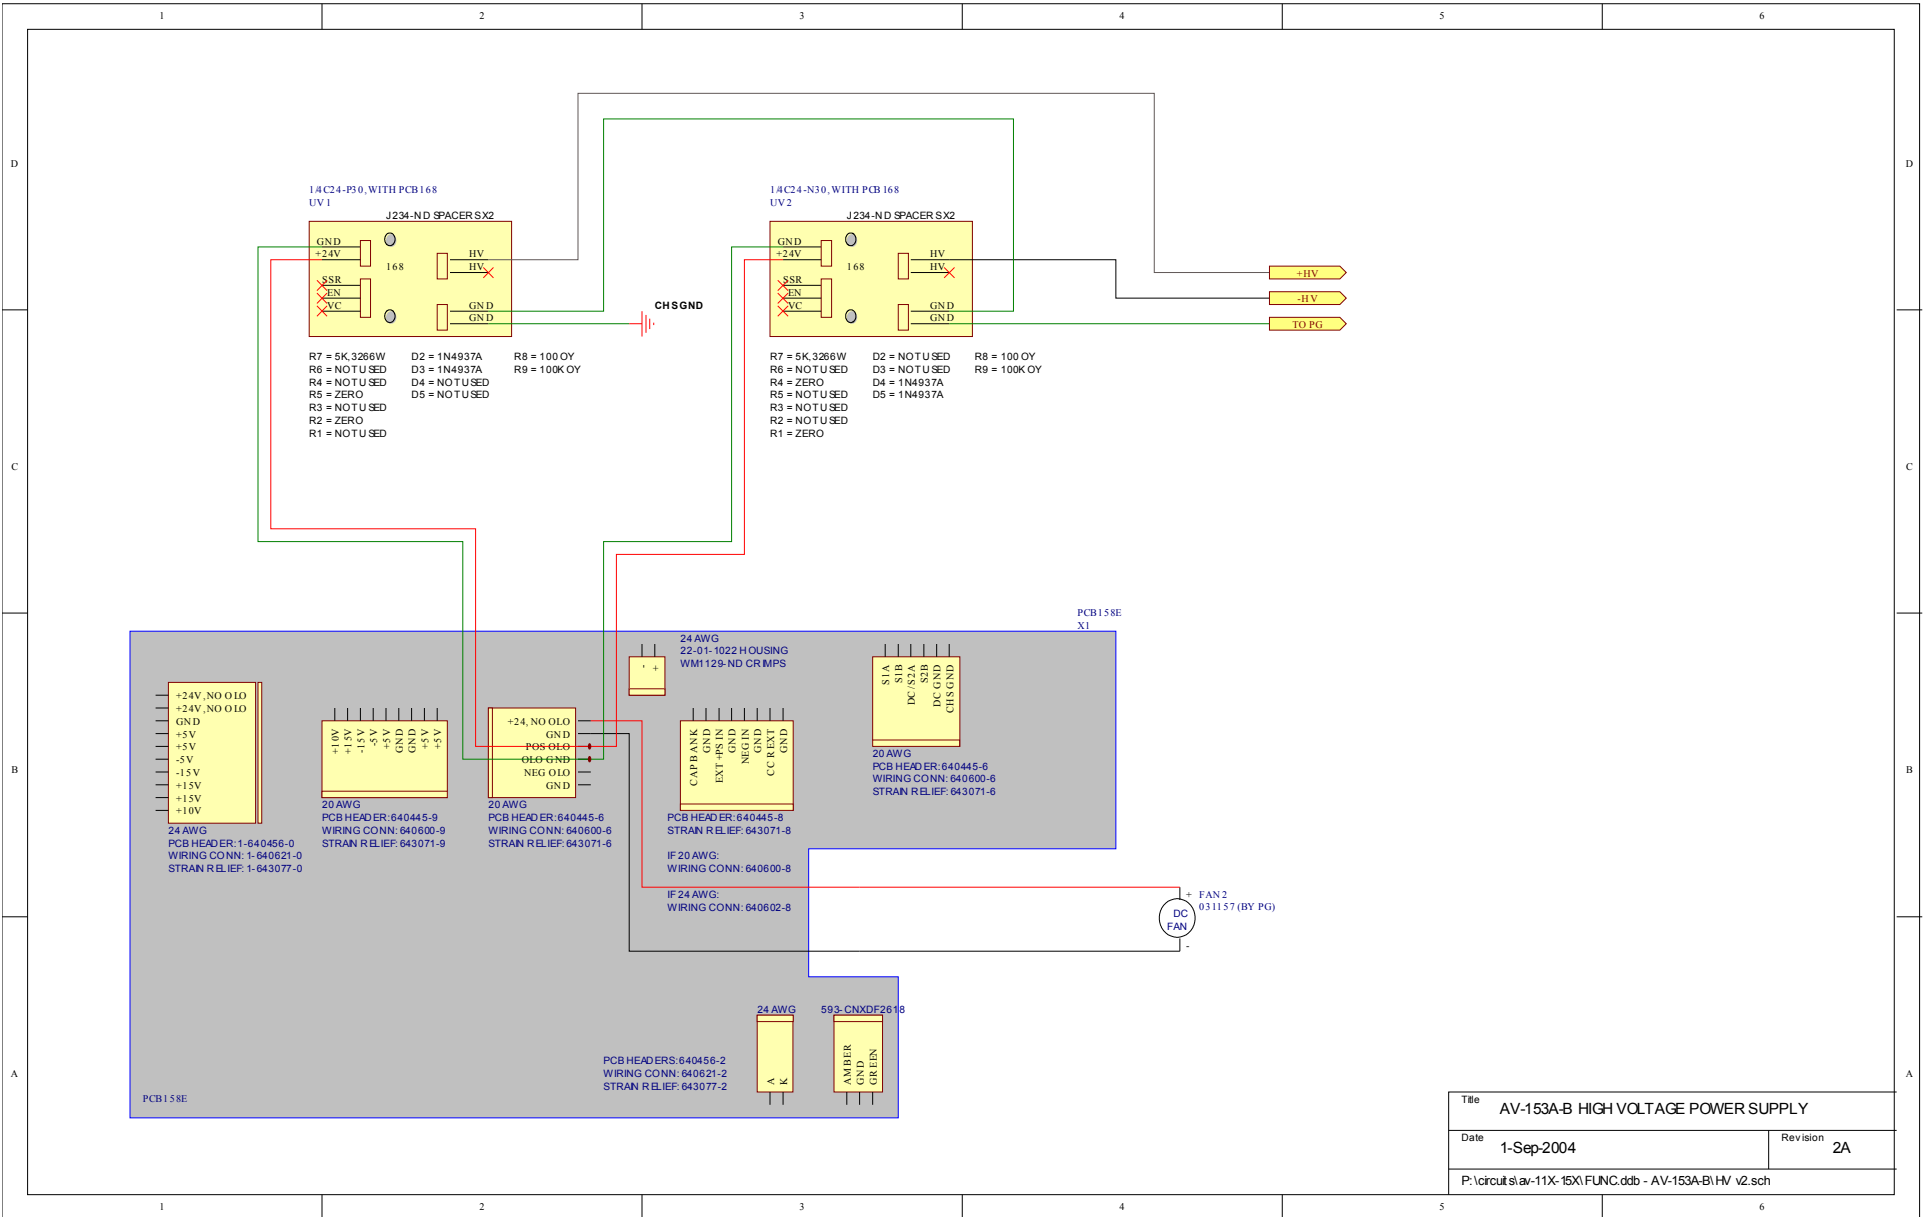 1 2 3 4 5 6
D D
1/4C24-P30, WITH PCB168
UV1
J234-ND SPACERS X2
GND
+24V
SSR
EN
VC
168
HV
HV
GND
GND
CHSGND
R7 = 5K, 3266W
R6 = NOT USED
R4 = NOT USED
R5 = ZERO
R3 = NOT USED
R2 = ZERO
R1 = NOT USED
D2 = 1N4937A
D3 = 1N4937A
D4 = NOT USED
D5 = NOT USED
R8 = 100 OY
R9 = 100K OY
1/4C24-N30, WITH PCB168
UV2
J234-ND SPACERS X2
GND
+24V
SSR
EN
VC
168
HV
HV
GND
GND
R7 = 5K, 3266W
R6 = NOT USED
R4 = ZERO
R5 = NOT USED
R3 = NOT USED
R2 = NOT USED
R1 = ZERO
D2 = NOT USED
D3 = NOT USED
D4 = 1N4937A
D5 = 1N4937A
R8 = 100 OY
R9 = 100K OY
+HV
-HV
TO PG
C C
PCB158E
X1
+24V, NO OLO
+24V, NO OLO
GND
+5V
+5V
-5V
-15V
+15V
+15V
+10V
24 AWG
PCB HEADER: 1-640456-0
WIRING CONN: 1-640621-0
STRAIN RELIEF: 1-643077-0
+10V
+15V
-15V
-5V
+5V
GND
GND
+5V
+5V
20 AWG
PCB HEADER: 640445-9
WIRING CONN: 640600-9
STRAIN RELIEF: 643071-9
+24, NO OLO
GND
POS OLO
OLO GND
NEG OLO
GND
20 AWG
PCB HEADER: 640445-6
WIRING CONN: 640600-6
STRAIN RELIEF: 643071-6
- +
24 AWG
22-01-1022 HOUSING
WM1129-ND CRIMPS
CAP BANK
GND
EXT +PS IN
GND
NEG IN
GND
CCR EXT
GND
PCB HEADER: 640445-8
STRAIN RELIEF: 643071-8
IF 20 AWG:
WIRING CONN: 640600-8
IF 24 AWG:
WIRING CONN: 640602-8
S1A
S1B
DC/S2A
S2B
DC GND
CHS GND
20 AWG
PCB HEADER: 640445-6
WIRING CONN: 640600-6
STRAIN RELIEF: 643071-6
B B
+
DC
FAN
-
FAN2
031157 (BY PG)
24 AWG
A
K
PCB HEADERS: 640456-2
WIRING CONN: 640621-2
STRAIN RELIEF: 643077-2
593-CNXDF2618
AMBER
GND
GREEN
A A
PCB158E
Title AV-153A-B HIGH VOLTAGE POWER SUPPLY
Date 1-Sep-2004 Revision 2A
P:\circuits\av-11X-15X\FUNC.ddb - AV-153A-B\HV v2.sch
1 2 3 4 5 6